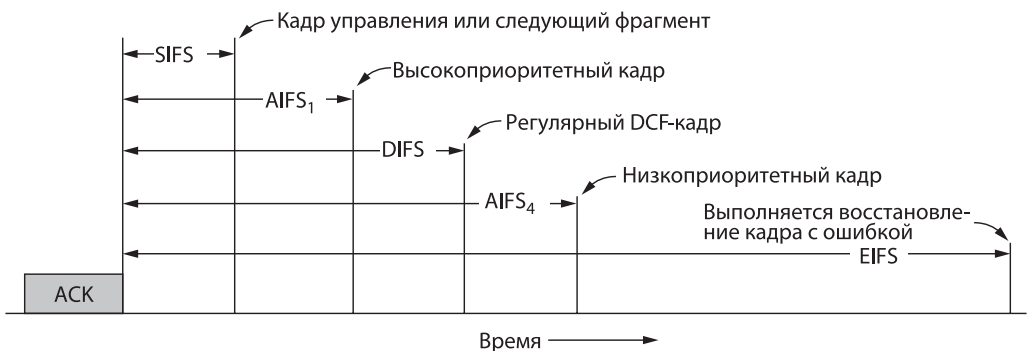 Кадр управления или следующий фрагмент
SIFS
Высокоприоритетный кадр
AIFS₁
Регулярный DCF-кадр
DIFS
Низкоприоритетный кадр
AIFS₄
Выполняется восстановле-
ние кадра с ошибкой
EIFS
ACK
Время